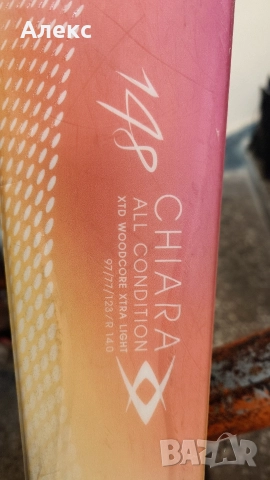 Алекс
148
CHIARA
ALL CONDITION
XTD WOODCORE XTRA LIGHT
97/77/123/R 14.0
BAZAR